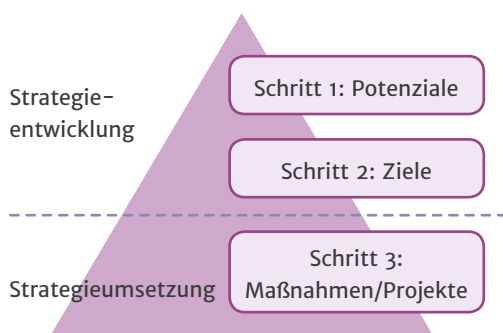 Strategie-
entwicklung
Schritt 1: Potenziale
Schritt 2: Ziele
Strategieumsetzung
Schritt 3:
Maßnahmen/Projekte